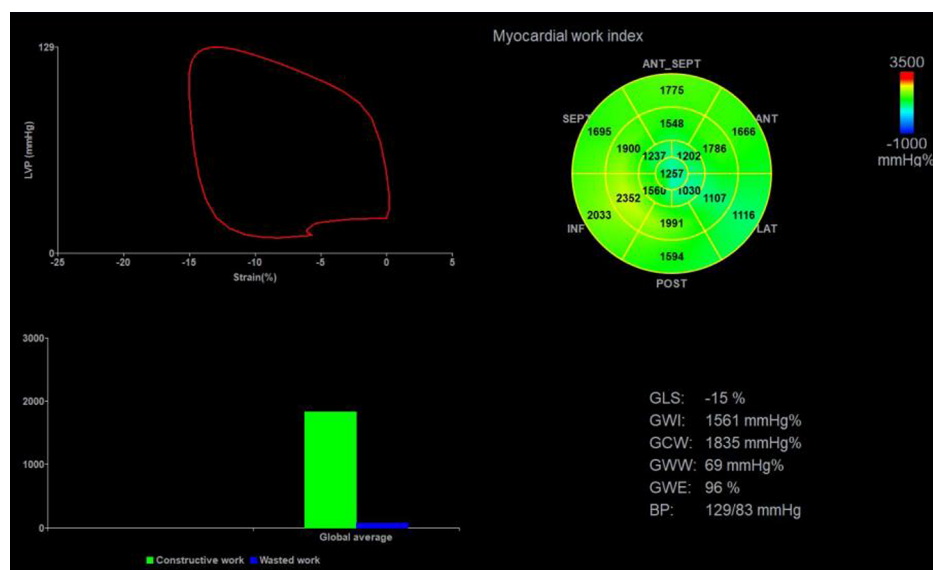 Myocardial work index
129
LVP (mmHg)
0
-25 -20 -15 -10 -5 0 5
Strain(%)
ANT_SEPT
1775
SEPT 1695 1548 1666 ANT
1900 1237 1202 1786
1257
2352 1560 1030 1107
2033 1991 1116
INF LAT
1594
POST
3500
-1000
mmHg%
3000
2000
1000
0
Global average
Constructive work Wasted work
GLS: -15 %
GWI: 1561 mmHg%
GCW: 1835 mmHg%
GWW: 69 mmHg%
GWE: 96 %
BP: 129/83 mmHg